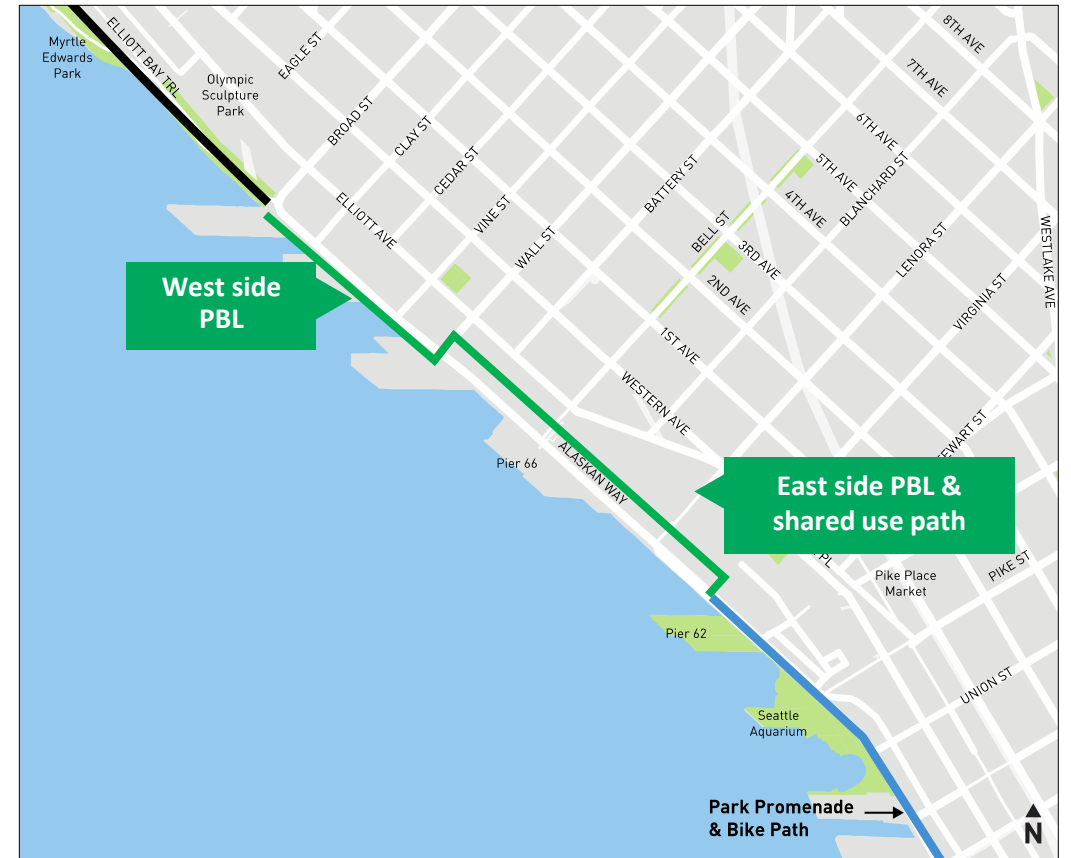 8TH AVE
ELLIOTT BAY TRL
Myrtle
Edwards
Park
EAGLE ST
7TH AVE
Olympic
Sculpture
Park
BROAD ST
CLAY ST
6TH AVE
CEDAR ST
BATTERY ST
5TH AVE
BLANCHARD ST
4TH AVE
ELLIOTT AVE
VINE ST
WALL ST
BELL ST
3RD AVE
LENORA ST
WESTLAKE AVE
2ND AVE
VIRGINIA ST
West side
PBL
1ST AVE
WESTERN AVE
EWART ST
Pier 66
ALASKAN WAY
East side PBL &
shared use path
PL
PIKE ST
Pike Place
Market
Pier 62
UNION ST
Seattle
Aquarium
Park Promenade
& Bike Path
N